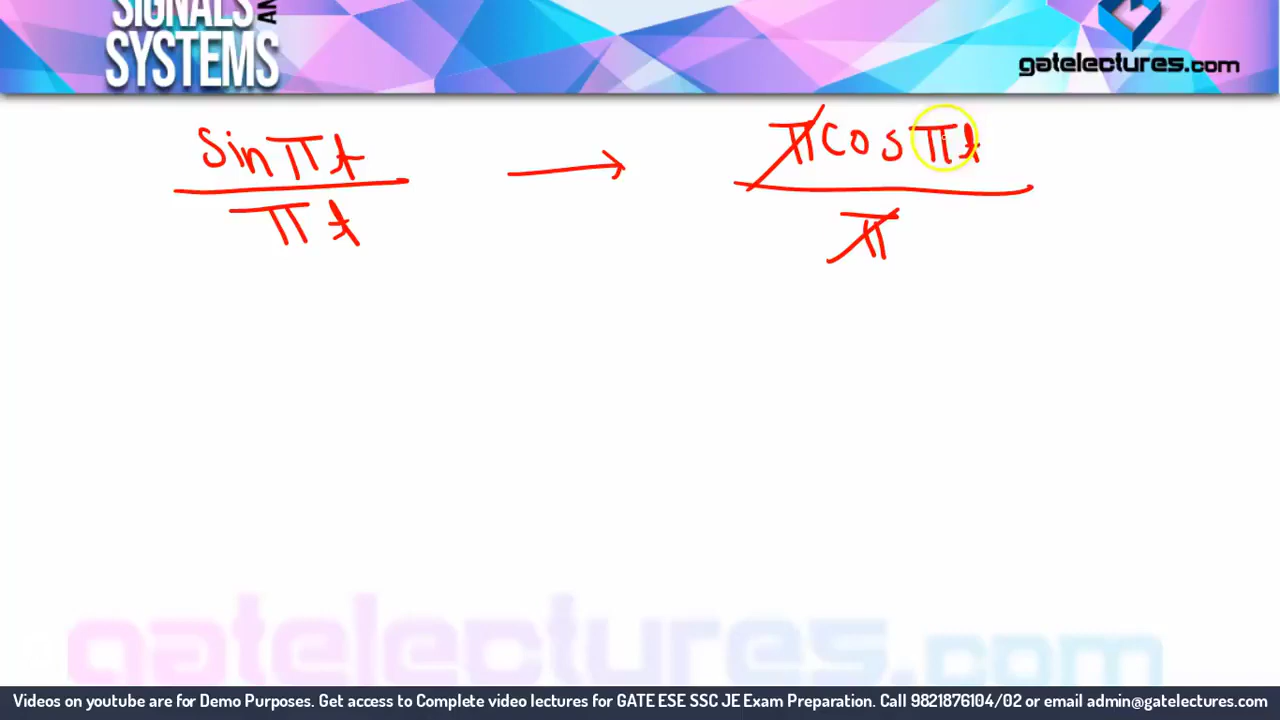 SIGNALS AND
SYSTEMS
gatelectures.com
sin πt
πt
→
π cos πt
π
gatelectures.com
Videos on youtube are for Demo Purposes. Get access to Complete video lectures for GATE ESE SSC JE Exam Preparation. Call 9821876104/02 or email admin@gatelectures.com